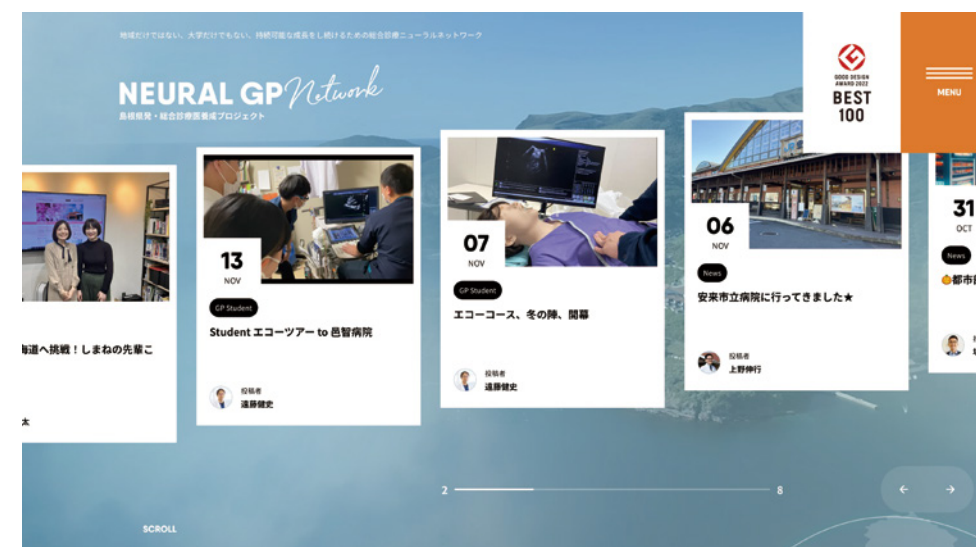 地域だけではない、大学だけでもない、持続可能な成長をし続けるための総合診療ニューラルネットワーク
NEURAL GP Network
島根県発・総合診療医養成プロジェクト
GOOD DESIGN
AWARD 2022
BEST
100
MENU
海道へ挑戦！しまねの先輩こ
太
13
NOV
GP Student
Student エコーツアー to 邑智病院
投稿者
遠藤健史
07
NOV
GP Student
エコーコース、冬の陣、開幕
投稿者
遠藤健史
06
NOV
News
安来市立病院に行ってきました★
投稿者
上野伸行
31
OCT
News
🎃都市
2
8
←
→
SCROLL